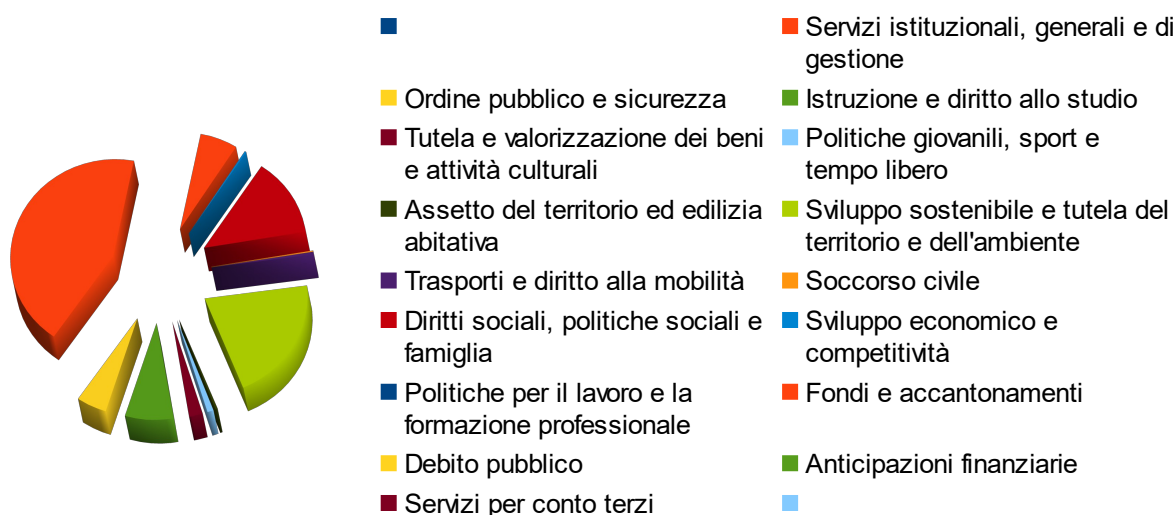 Servizi istituzionali, generali e di
gestione
Ordine pubblico e sicurezza
Istruzione e diritto allo studio
Tutela e valorizzazione dei beni
e attività culturali
Politiche giovanili, sport e
tempo libero
Assetto del territorio ed edilizia
abitativa
Sviluppo sostenibile e tutela del
territorio e dell'ambiente
Trasporti e diritto alla mobilità
Soccorso civile
Diritti sociali, politiche sociali e
famiglia
Sviluppo economico e
competitività
Politiche per il lavoro e la
formazione professionale
Fondi e accantonamenti
Debito pubblico
Anticipazioni finanziarie
Servizi per conto terzi